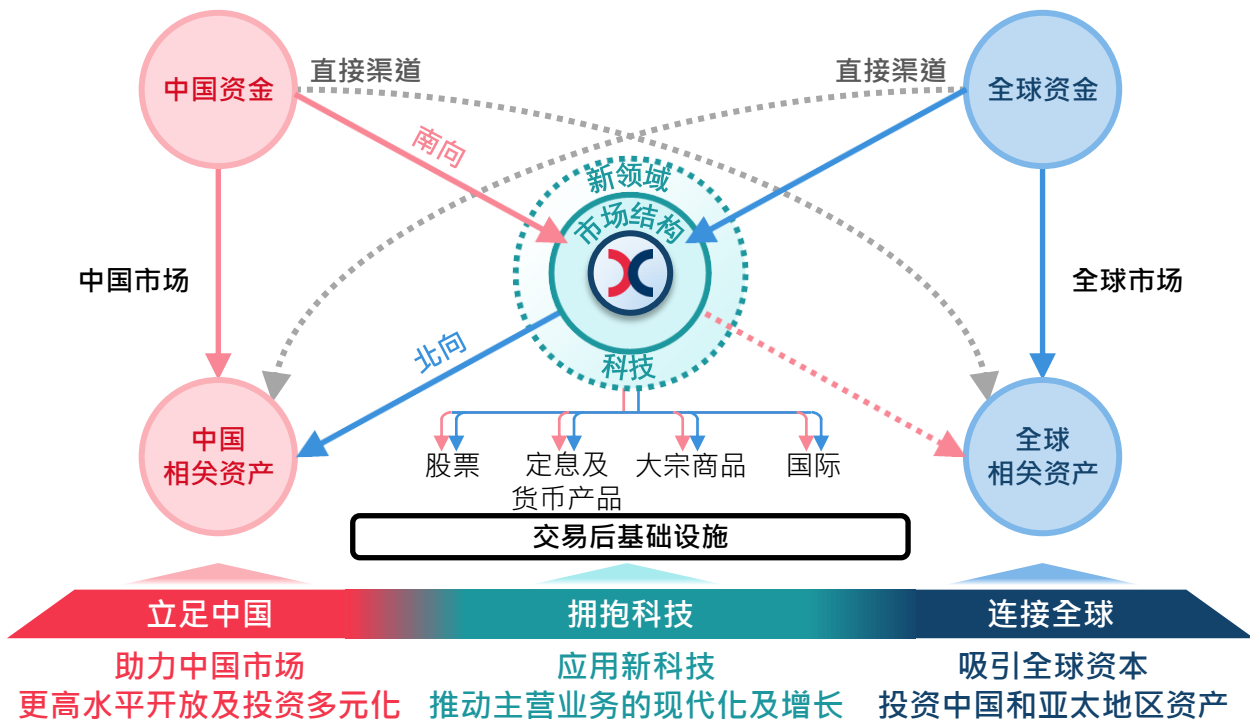 中国资金
直接渠道
直接渠道
全球资金
南向
新领域
市场结构
中国市场
全球市场
北向
科技
中国
相关资产
股票
定息及
货币产品
大宗商品
国际
全球
相关资产
交易后基础设施
立足中国
拥抱科技
连接全球
助力中国市场
更高水平开放及投资多元化
应用新科技
推动主营业务的现代化及增长
吸引全球资本
投资中国和亚太地区资产